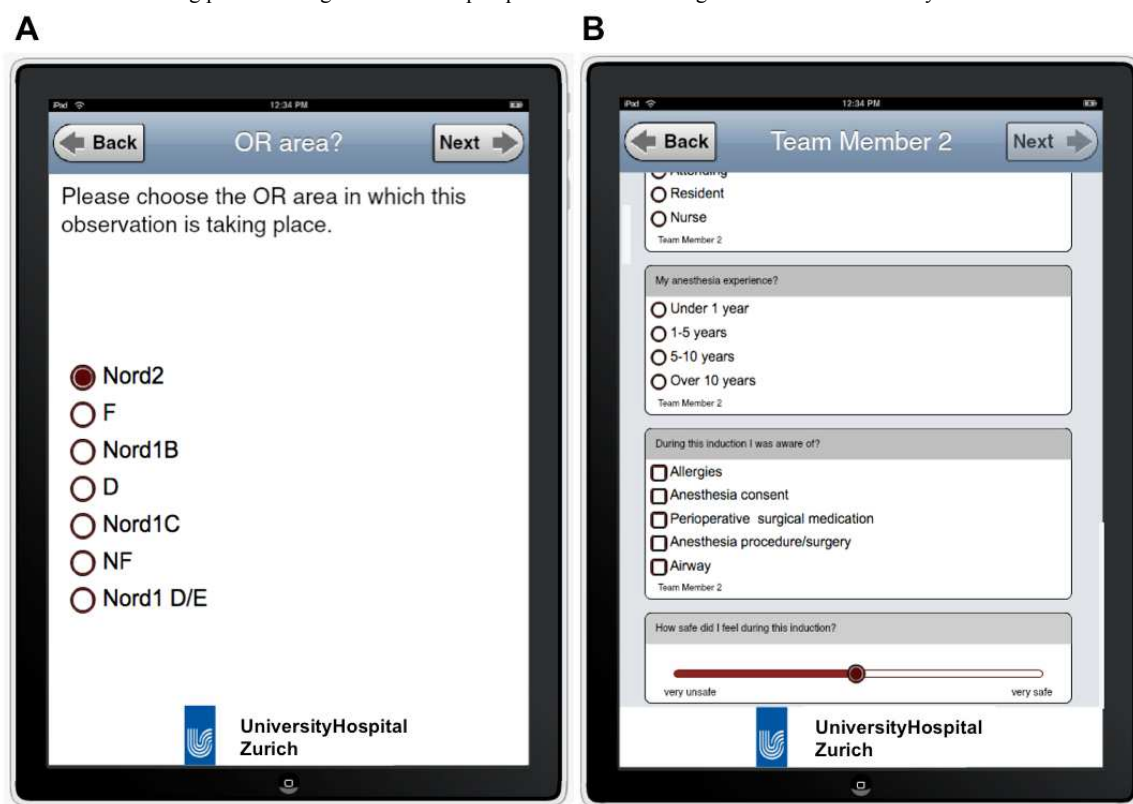 A
iPad
12:34 PM
Back
OR area?
Next
Please choose the OR area in which this
observation is taking place.
Nord2
F
Nord1B
D
Nord1C
NF
Nord1 D/E
UniversityHospital
Zurich
B
iPad
12:34 PM
Back
Team Member 2
Next
Attending
Resident
Nurse
Team Member 2
My anesthesia experience?
Under 1 year
1-5 years
5-10 years
Over 10 years
Team Member 2
During this induction I was aware of?
Allergies
Anesthesia consent
Perioperative surgical medication
Anesthesia procedure/surgery
Airway
Team Member 2
How safe did I feel during this induction?
very unsafe
very safe
UniversityHospital
Zurich